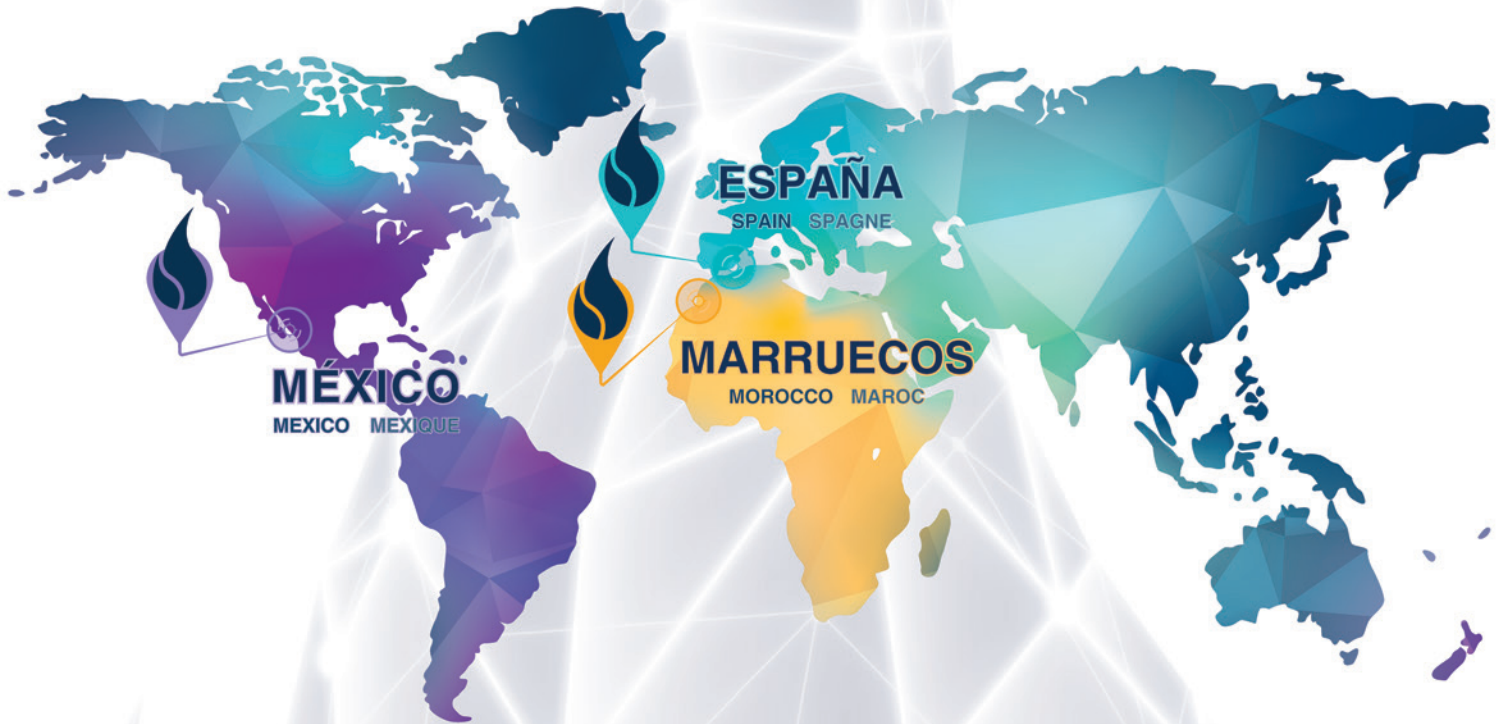 ESPAÑA
SPAIN SPAGNE
MARRUECOS
MOROCCO MAROC
MÉXICO
MEXICO MEXIQUE